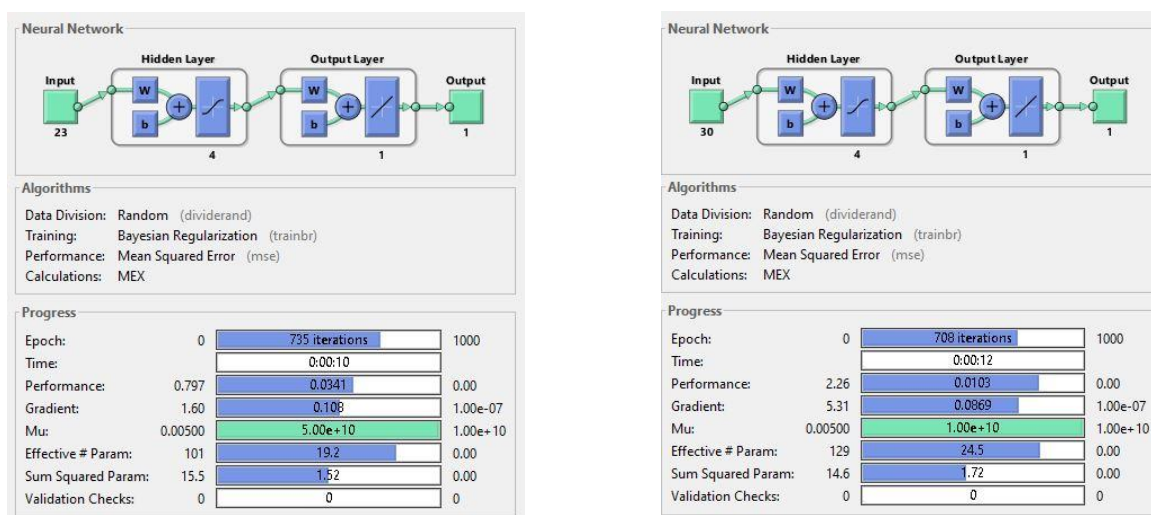 Neural Network
Hidden Layer Output Layer
Input Output
W W
b b
23 1
4 1
Algorithms
Data Division: Random (dividerand)
Training: Bayesian Regularization (trainbr)
Performance: Mean Squared Error (mse)
Calculations: MEX
Progress
Epoch: 0 735 iterations 1000
Time: 0:00:10
Performance: 0.797 0.0341 0.00
Gradient: 1.60 0.108 1.00e-07
Mu: 0.00500 5.00e+10 1.00e+10
Effective # Param: 101 19.2 0.00
Sum Squared Param: 15.5 1.52 0.00
Validation Checks: 0 0 0
Neural Network
Hidden Layer Output Layer
Input Output
W W
b b
30 1
4 1
Algorithms
Data Division: Random (dividerand)
Training: Bayesian Regularization (trainbr)
Performance: Mean Squared Error (mse)
Calculations: MEX
Progress
Epoch: 0 708 iterations 1000
Time: 0:00:12
Performance: 2.26 0.0103 0.00
Gradient: 5.31 0.0869 1.00e-07
Mu: 0.00500 1.00e+10 1.00e+10
Effective # Param: 129 24.5 0.00
Sum Squared Param: 14.6 1.72 0.00
Validation Checks: 0 0 0